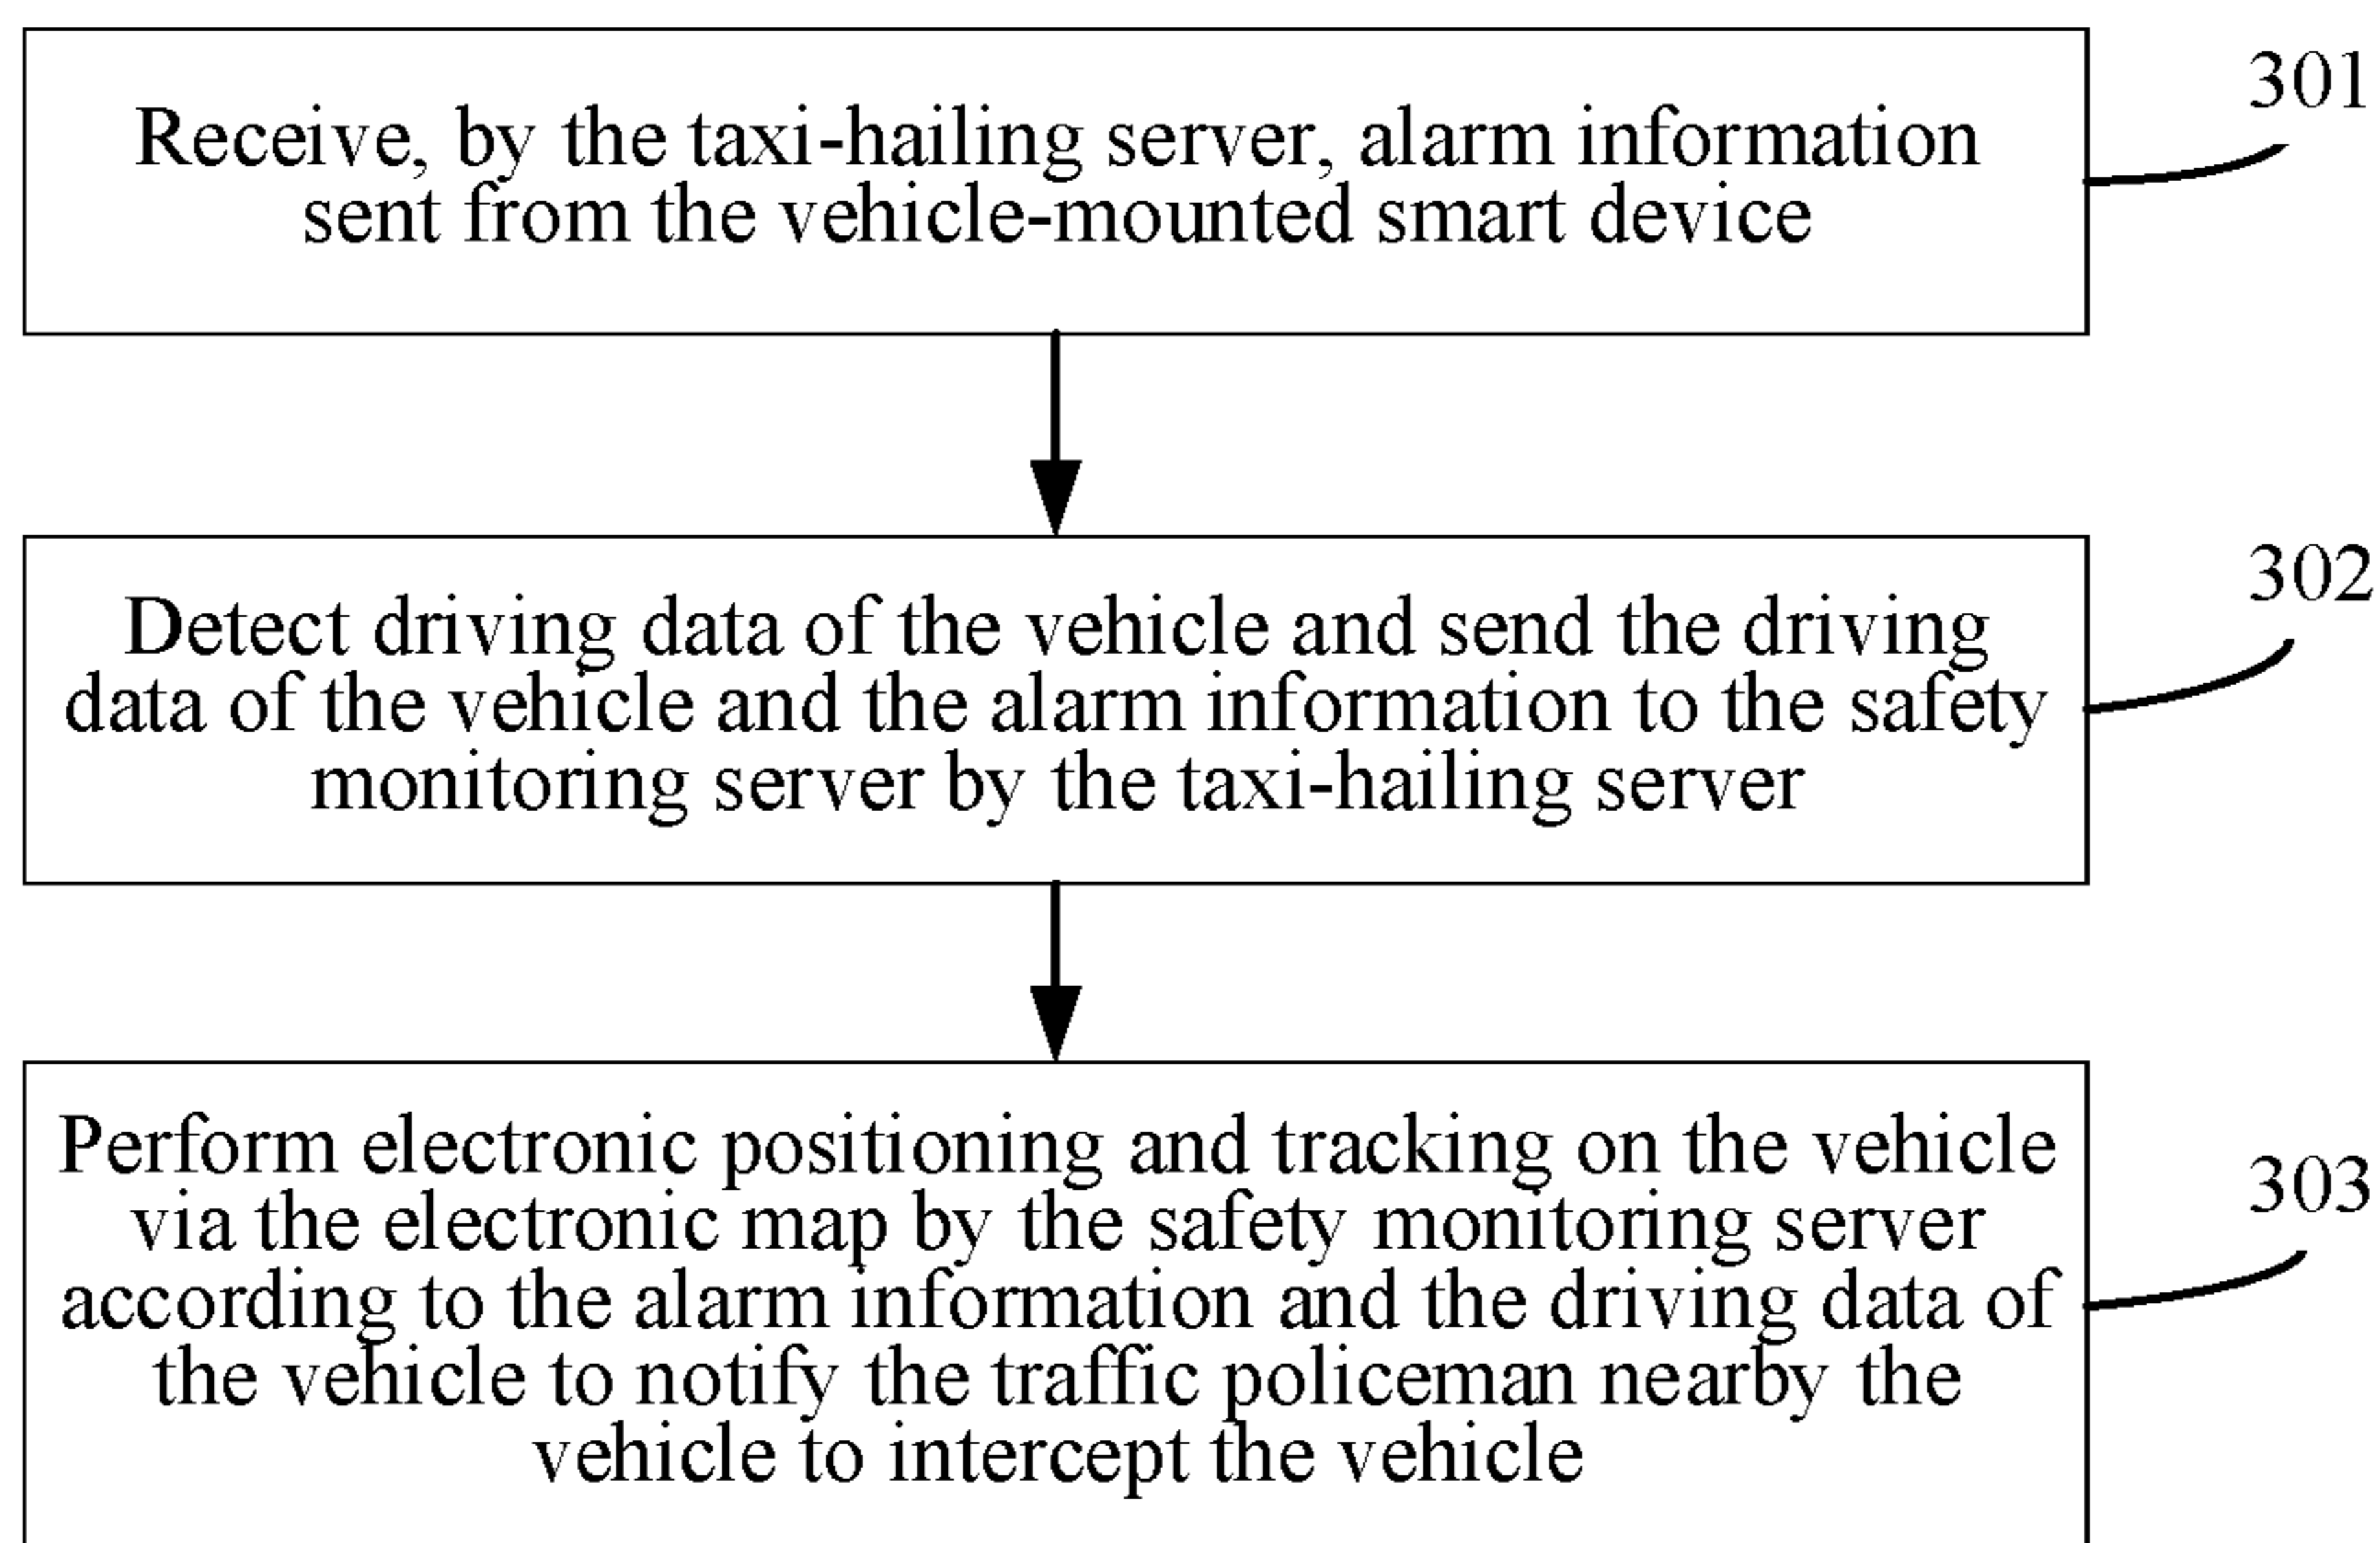 301
Receive, by the taxi-hailing server, alarm information
sent from the vehicle-mounted smart device
302
Detect driving data of the vehicle and send the driving
data of the vehicle and the alarm information to the safety
monitoring server by the taxi-hailing server
303
Perform electronic positioning and tracking on the vehicle
via the electronic map by the safety monitoring server
according to the alarm information and the driving data of
the vehicle to notify the traffic policeman nearby the
vehicle to intercept the vehicle